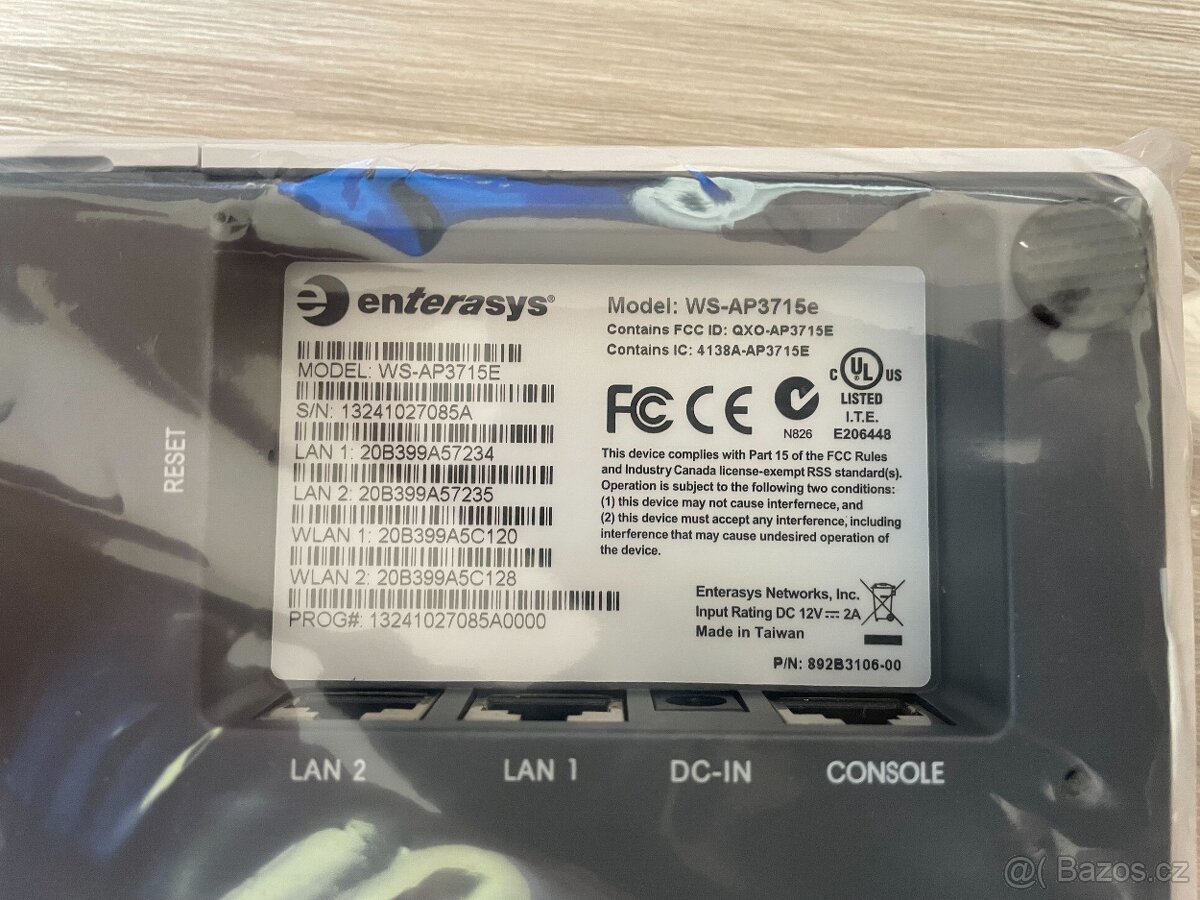 enterasys®
MODEL: WS-AP3715E
S/N: 13241027085A
LAN 1: 20B399A57234
LAN 2: 20B399A57235
WLAN 1: 20B399A5C120
WLAN 2: 20B399A5C128
PROG#: 13241027085A0000
Model: WS-AP3715e
Contains FCC ID: QXO-AP3715E
Contains IC: 4138A-AP3715E
FC CE
N826
C UL US
LISTED
I.T.E.
E206448
This device complies with Part 15 of the FCC Rules
and Industry Canada license-exempt RSS standard(s).
Operation is subject to the following two conditions:
(1) this device may not cause interfernece, and
(2) this device must accept any interference, including
interference that may cause undesired operation of
the device.
Enterasys Networks, Inc.
Input Rating DC 12V⎓ 2A
Made in Taiwan
P/N: 892B3106-00
RESET
LAN 2 LAN 1 DC-IN CONSOLE
@( Bazos.cz